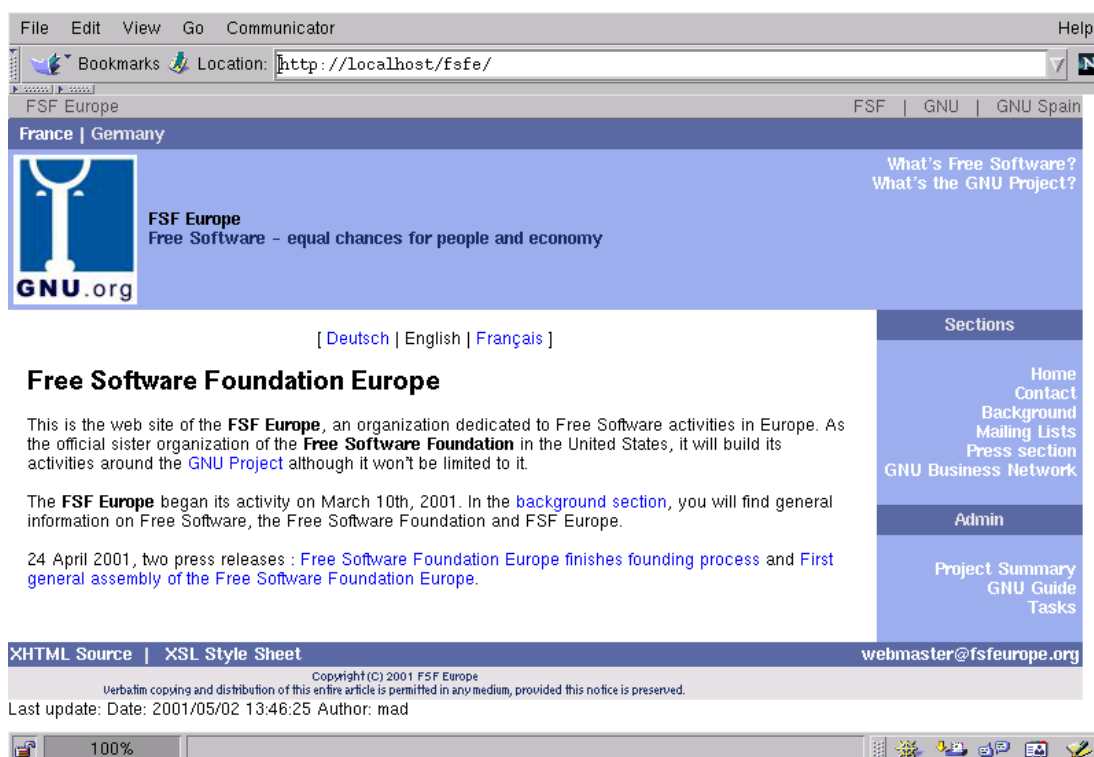 File Edit View Go Communicator Help
Bookmarks Location: http://localhost/fsfe/ N
FSF Europe FSF | GNU | GNU Spain
France | Germany
What's Free Software?
What's the GNU Project?
FSF Europe
Free Software - equal chances for people and economy
GNU.org
[ Deutsch | English | Français ]
Free Software Foundation Europe
This is the web site of the FSF Europe, an organization dedicated to Free Software activities in Europe. As
the official sister organization of the Free Software Foundation in the United States, it will build its
activities around the GNU Project although it won't be limited to it.
The FSF Europe began its activity on March 10th, 2001. In the background section, you will find general
information on Free Software, the Free Software Foundation and FSF Europe.
24 April 2001, two press releases : Free Software Foundation Europe finishes founding process and First
general assembly of the Free Software Foundation Europe.
Sections
Home
Contact
Background
Mailing Lists
Press section
GNU Business Network
Admin
Project Summary
GNU Guide
Tasks
XHTML Source | XSL Style Sheet webmaster@fsfeurope.org
Copyright (C) 2001 FSF Europe
Verbatim copying and distribution of this entire article is permitted in any medium, provided this notice is preserved.
Last update: Date: 2001/05/02 13:46:25 Author: mad
100%